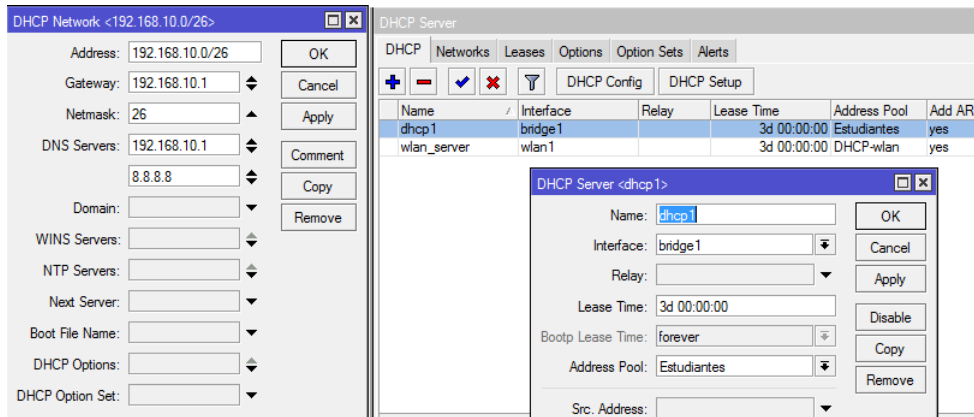 DHCP Network <192.168.10.0/26>
Address: 192.168.10.0/26
Gateway: 192.168.10.1
Netmask: 26
DNS Servers: 192.168.10.1
8.8.8.8
Domain:
WINS Servers:
NTP Servers:
Next Server:
Boot File Name:
DHCP Options:
DHCP Option Set:
OK
Cancel
Apply
Comment
Copy
Remove
DHCP Server
DHCP Networks Leases Options Option Sets Alerts
DHCP Config DHCP Setup
Name / Interface Relay Lease Time Address Pool Add AR
dhcp1 bridge1 3d 00:00:00 Estudiantes yes
wlan_server wlan1 3d 00:00:00 DHCP-wlan yes
DHCP Server <dhcp1>
Name: dhcp1
Interface: bridge1
Relay:
Lease Time: 3d 00:00:00
Bootp Lease Time: forever
Address Pool: Estudiantes
Src. Address:
OK
Cancel
Apply
Disable
Copy
Remove